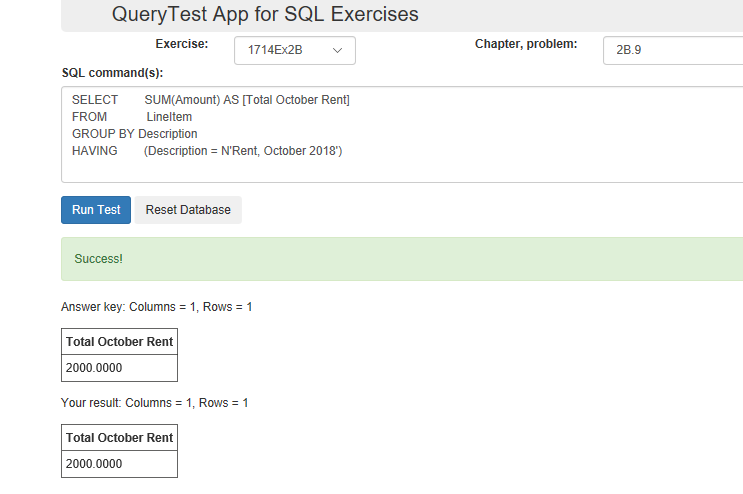 QueryTest App for SQL Exercises
Exercise: 1714Ex2B Chapter, problem: 2B.9
SQL command(s):
SELECT SUM(Amount) AS [Total October Rent]
FROM LineItem
GROUP BY Description
HAVING (Description = N'Rent, October 2018')
Run Test Reset Database
Success!
Answer key: Columns = 1, Rows = 1
Total October Rent
2000.0000
Your result: Columns = 1, Rows = 1
Total October Rent
2000.0000